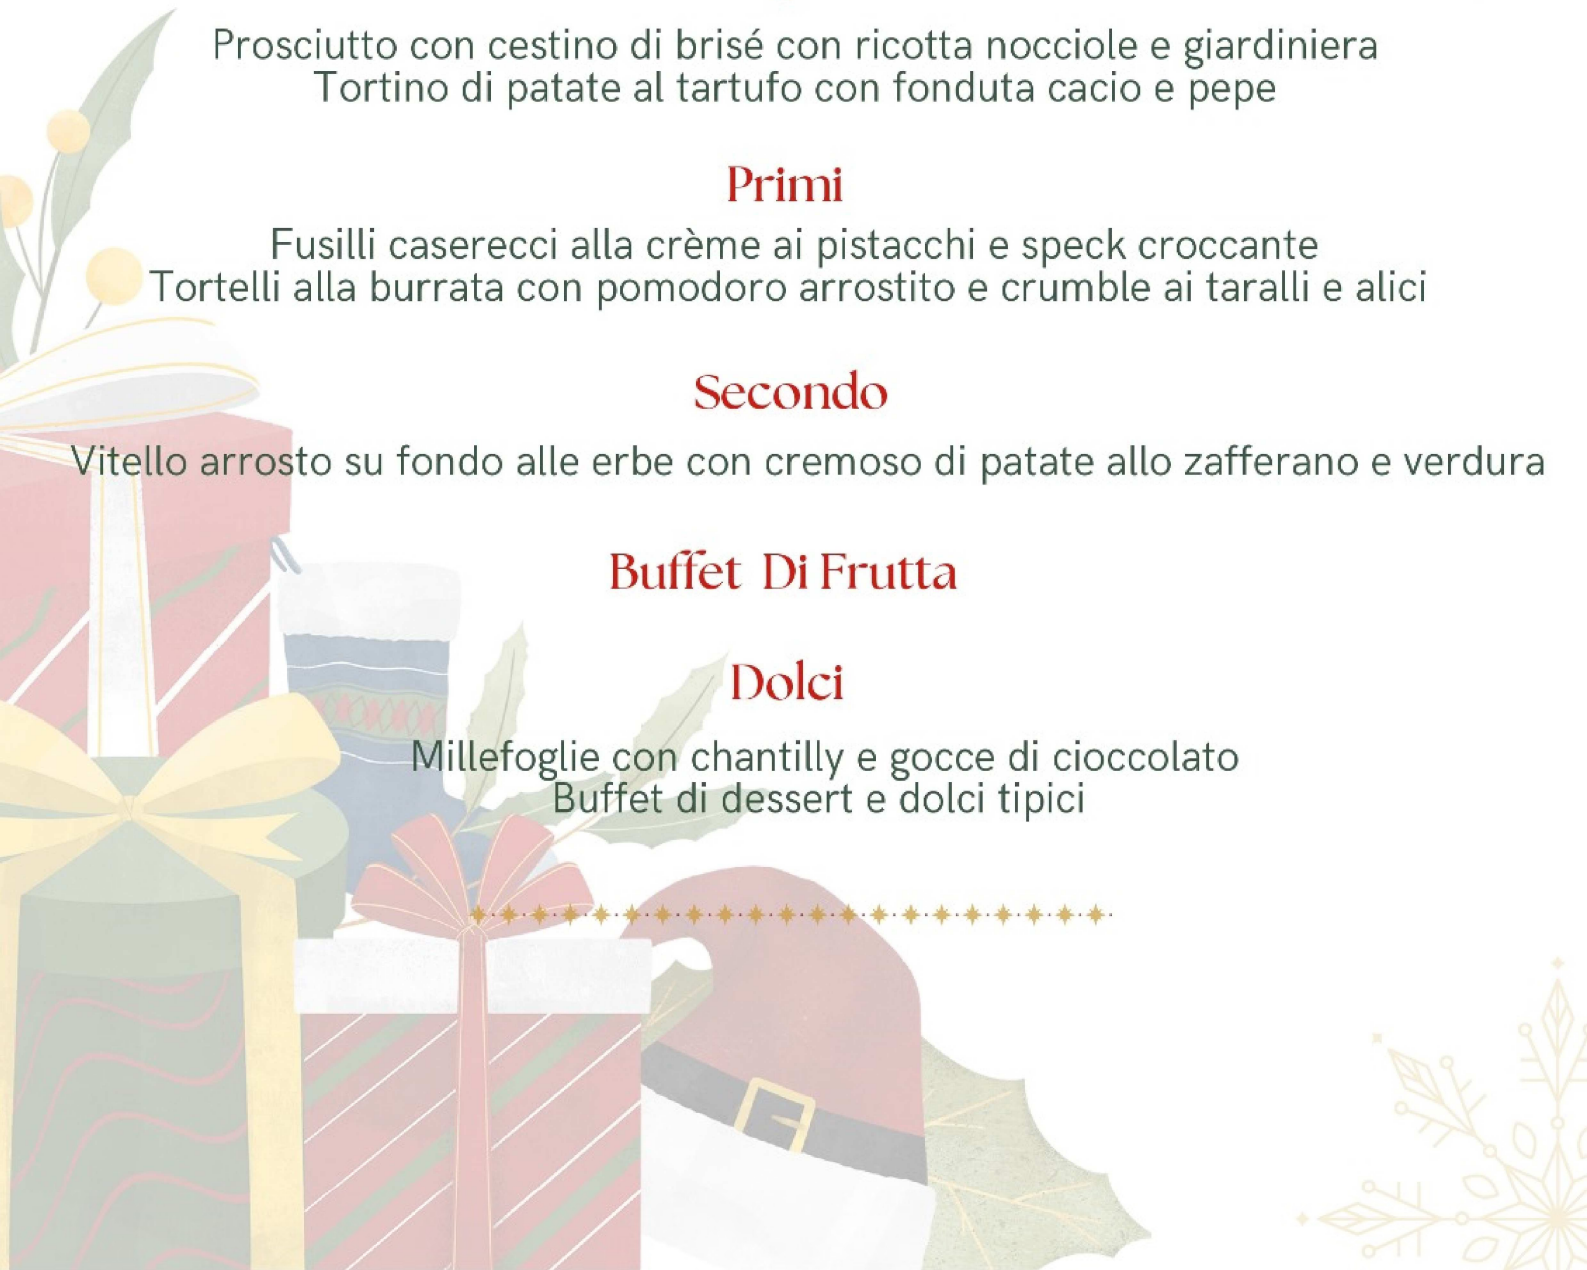 Prosciutto con cestino di brisé con ricotta nocciole e giardiniera
Tortino di patate al tartufo con fonduta cacio e pepe
Primi
Fusilli caserecci alla crème ai pistacchi e speck croccante
Tortelli alla burrata con pomodoro arrostito e crumble ai taralli e alici
Secondo
Vitello arrosto su fondo alle erbe con cremoso di patate allo zafferano e verdura
Buffet Di Frutta
Dolci
Millefoglie con chantilly e gocce di cioccolato
Buffet di dessert e dolci tipici